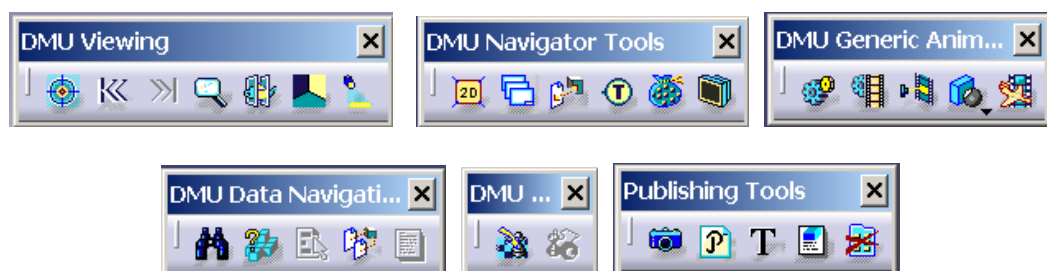 DMU Viewing
DMU Navigator Tools
DMU Generic Anim...
2D
T
DMU Data Navigati...
DMU ...
Publishing Tools
P
T